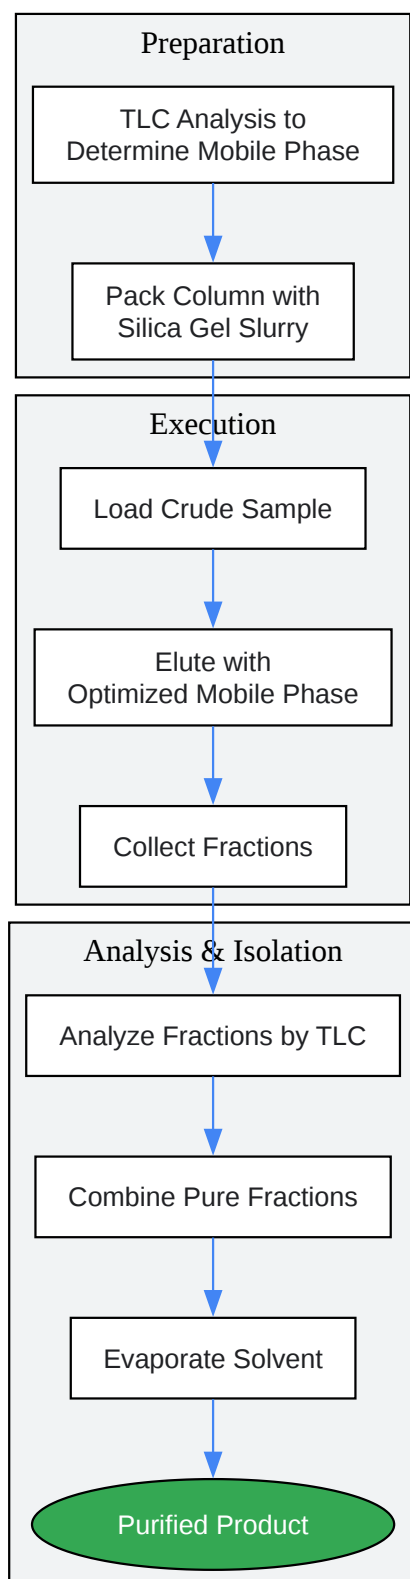 Preparation
TLC Analysis to
Determine Mobile Phase
Pack Column with
Silica Gel Slurry
Execution
Load Crude Sample
Elute with
Optimized Mobile Phase
Collect Fractions
Analysis & Isolation
Analyze Fractions by TLC
Combine Pure Fractions
Evaporate Solvent
Purified Product